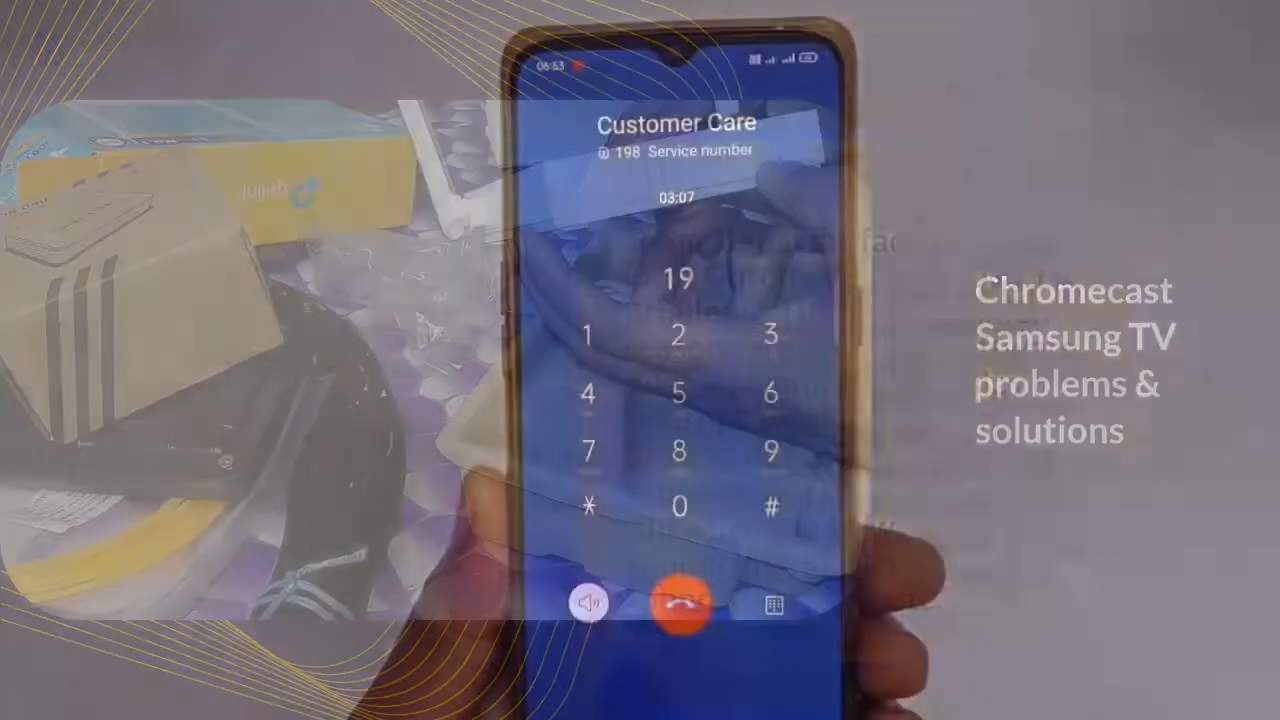 06:53
Customer Care
198 Service number
03:07
19
1 2 3
4 5 6
7 8 9
* 0 #
Chromecast
Samsung TV
problems &
solutions